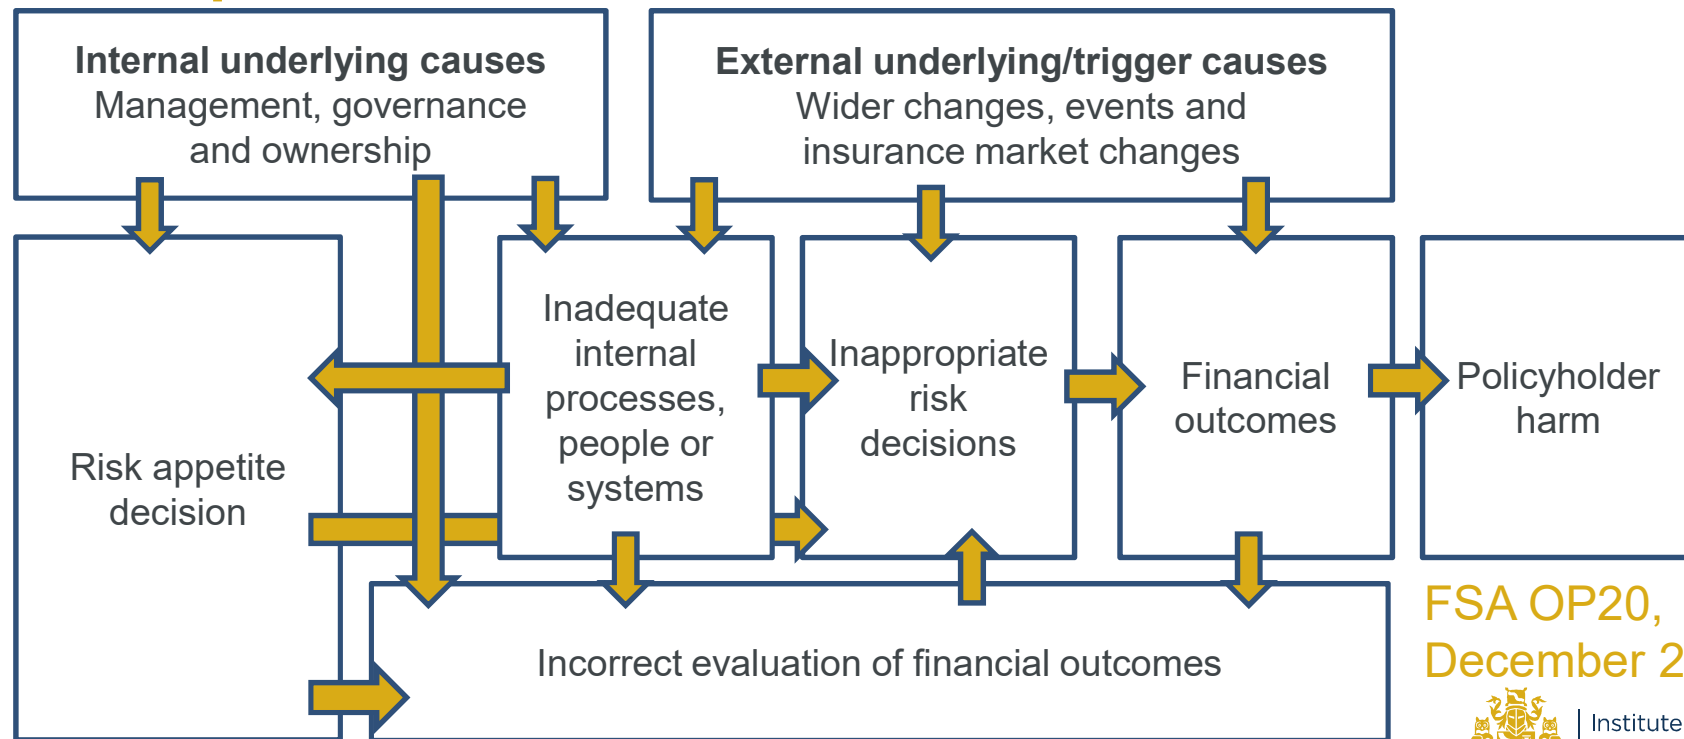 Internal underlying causes
Management, governance
and ownership
External underlying/trigger causes
Wider changes, events and
insurance market changes
Risk appetite
decision
Inadequate
internal
processes,
people or
systems
Inappropriate
risk
decisions
Financial
outcomes
Policyholder
harm
Incorrect evaluation of financial outcomes
FSA OP20,
December 2
Institute